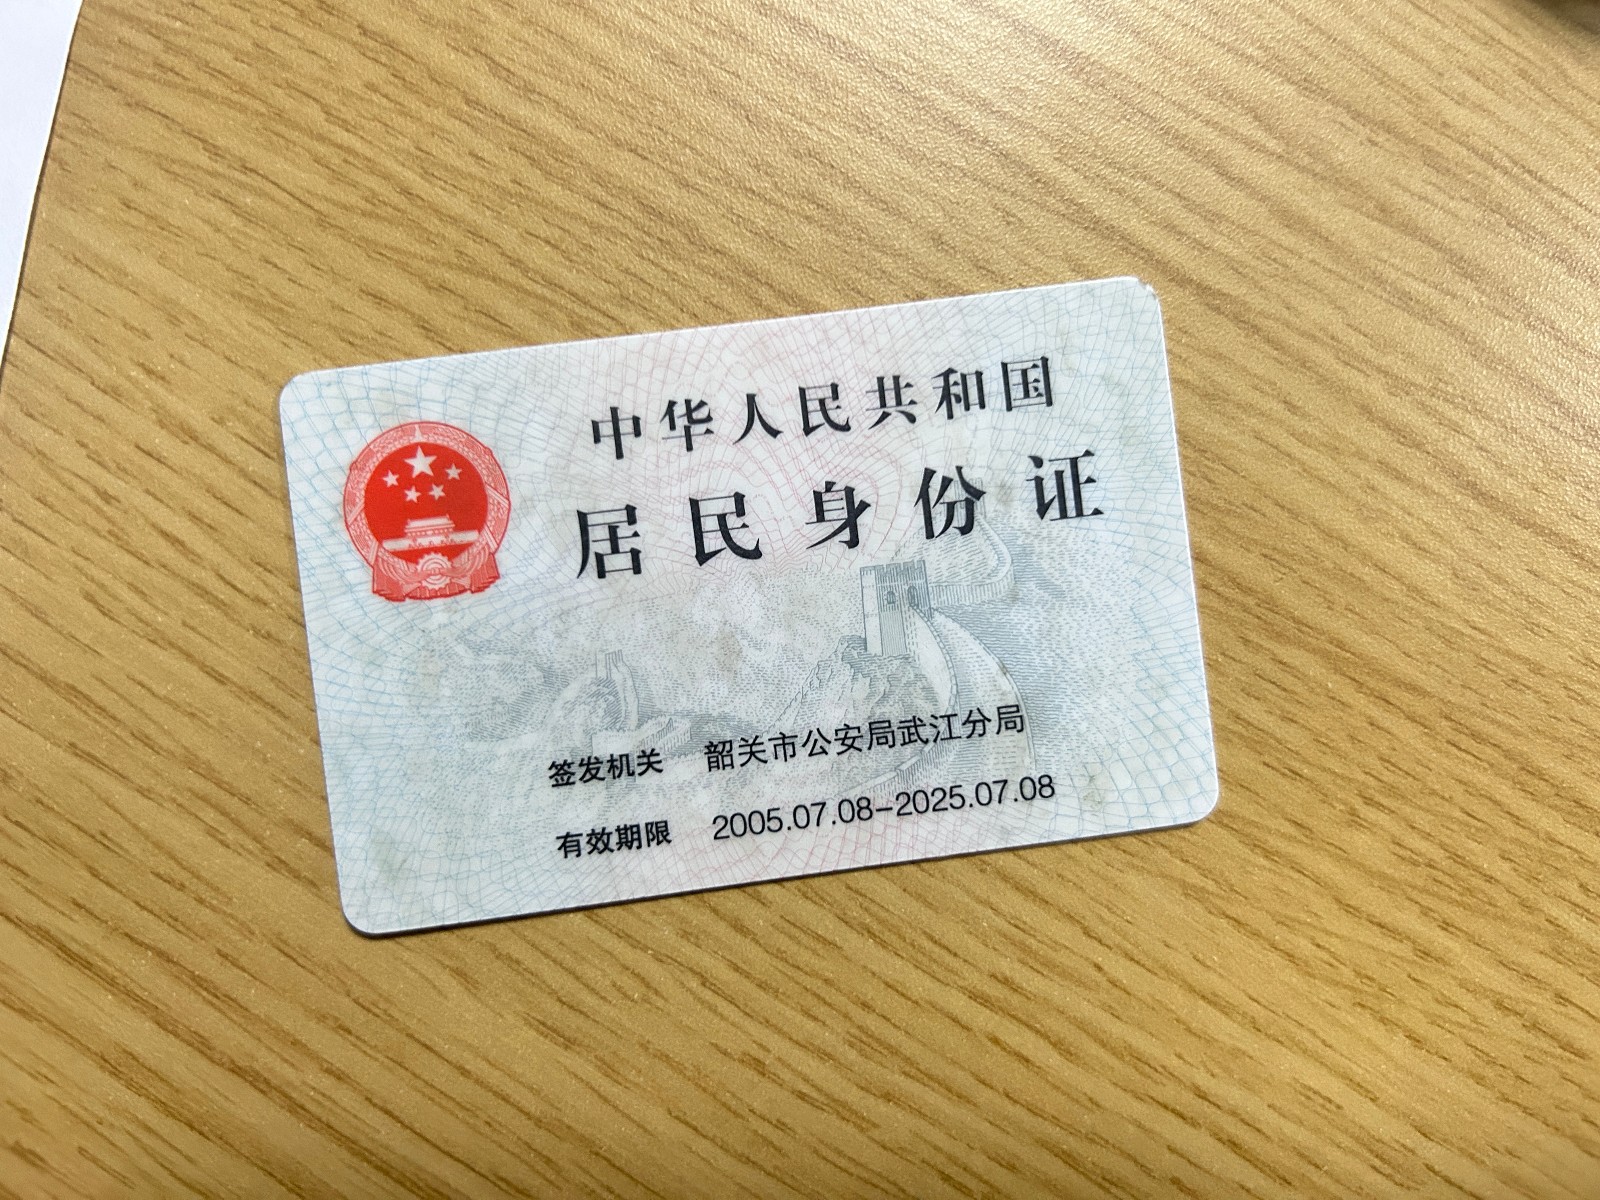 中华人民共和国
居民身份证
签发机关 韶关市公安局武江分局
有效期限 2005.07.08-2025.07.08